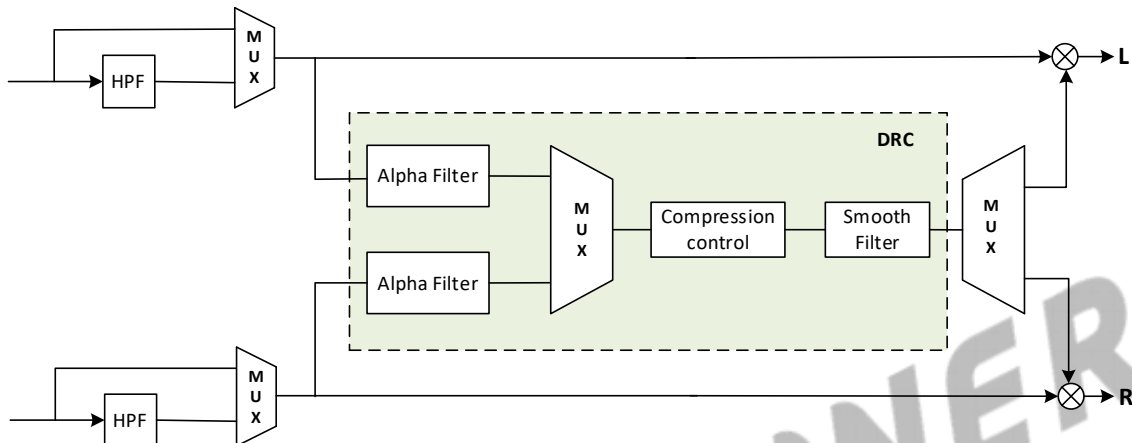 M
U
X
HPF
L
DRC
Alpha Filter
M
U
X
Compression
control
Smooth
Filter
M
U
X
Alpha Filter
M
U
X
HPF
R